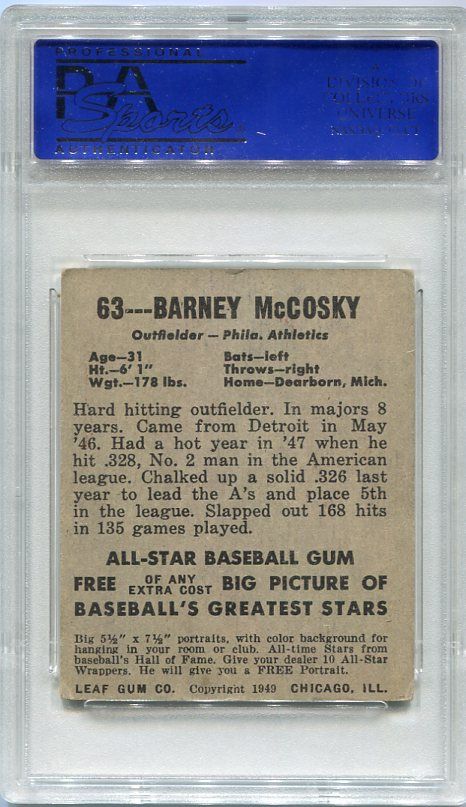 PROFESSIONAL
PSA
Sports
AUTHENTICATOR
A
DIVISION OF
COLLECTORS
UNIVERSE
NASDAQ: CLCT
63---BARNEY McCOSKY
Outfielder — Phila. Athletics
Age—31 Bats—left
Ht.—6' 1" Throws—right
Wgt.—178 lbs. Home—Dearborn, Mich.
Hard hitting outfielder. In majors 8
years. Came from Detroit in May
'46. Had a hot year in '47 when he
hit .328, No. 2 man in the American
league. Chalked up a solid .326 last
year to lead the A's and place 5th
in the league. Slapped out 168 hits
in 135 games played.
ALL-STAR BASEBALL GUM
FREE OF ANY EXTRA COST BIG PICTURE OF
BASEBALL'S GREATEST STARS
Big 5½" x 7½" portraits, with color background for
hanging in your room or club. All-time Stars from
baseball's Hall of Fame. Give your dealer 10 All-Star
Wrappers. He will give you a FREE Portrait.
LEAF GUM CO. Copyright 1949 CHICAGO, ILL.